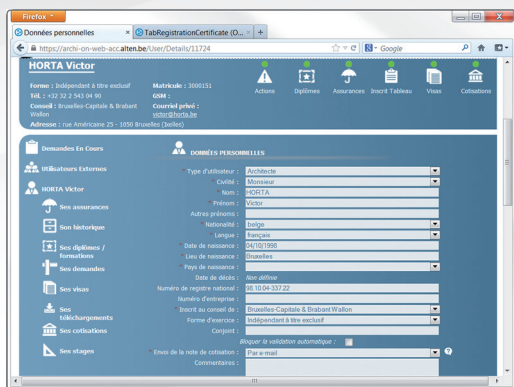 Firefox
Données personnelles
TabRegistrationCertificate (O...
https://archi-on-web-acc.alten.be/User/Details/11724
Google
HORTA Victor
Forme : Indépendant à titre exclusif
Matricule : 3000151
Tél. : +32 32 2 543 04 90
GSM :
Conseil : Bruxelles-Capitale & Brabant Wallon
Courriel privé :
victor@horta.be
Adresse : rue Américaine 25 - 1050 Bruxelles (Ixelles)
Actions
Diplômes
Assurances
Inscrit Tableau
Visas
Cotisations
Demandes En Cours
Utilisateurs Externes
HORTA Victor
Ses assurances
Son historique
Ses diplômes / formations
Ses demandes
Ses visas
Ses téléchargements
Ses cotisations
Ses stages
DONNÉES PERSONNELLES
* Type d'utilisateur : Architecte
* Civilité : Monsieur
* Nom : HORTA
* Prénom : Victor
Autres prénoms :
* Nationalité : belge
* Langue : français
* Date de naissance : 04/10/1998
* Lieu de naissance : Bruxelles
* Pays de naissance :
Date de décès : Non définie
Numéro de registre national : 98.10.04-337.22
Numéro d'entreprise :
* Inscrit au conseil de : Bruxelles-Capitale & Brabant Wallon
Forme d'exercice : Indépendant à titre exclusif
Conjoint :
Bloquer la validation automatique :
* Envoi de la note de cotisation : Par e-mail
Commentaires :